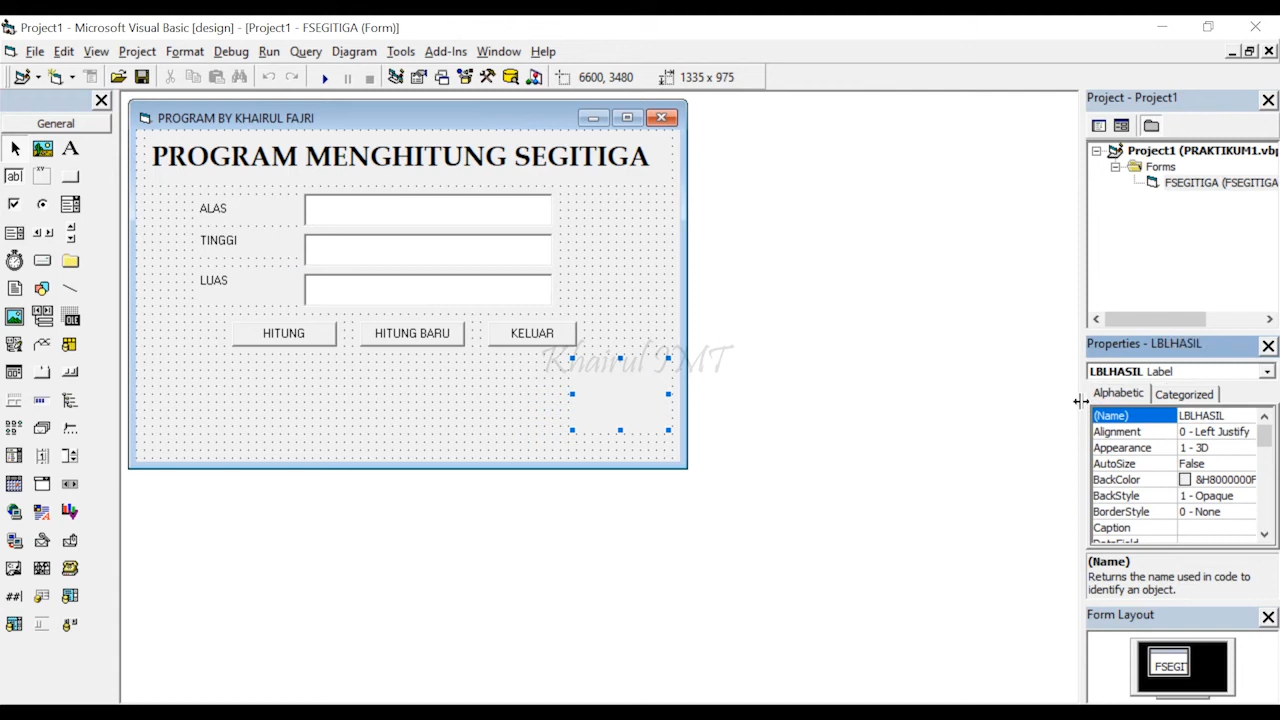 Project1 - Microsoft Visual Basic [design] - [Project1 - FSEGITIGA (Form)]
File Edit View Project Format Debug Run Query Diagram Tools Add-Ins Window Help
6600, 3480 1335 x 975
General
PROGRAM BY KHAIRUL FAJRI
PROGRAM MENGHITUNG SEGITIGA
ALAS
TINGGI
LUAS
HITUNG HITUNG BARU KELUAR
Khairul IMT
Project - Project1
Project1 (PRAKTIKUM1.vbp
Forms
FSEGITIGA (FSEGITIGA
Properties - LBLHASIL
LBLHASIL Label
Alphabetic Categorized
(Name) LBLHASIL
Alignment 0 - Left Justify
Appearance 1 - 3D
AutoSize False
BackColor &H8000000F
BackStyle 1 - Opaque
BorderStyle 0 - None
Caption
DataField
(Name)
Returns the name used in code to
identify an object.
Form Layout
FSEGIT